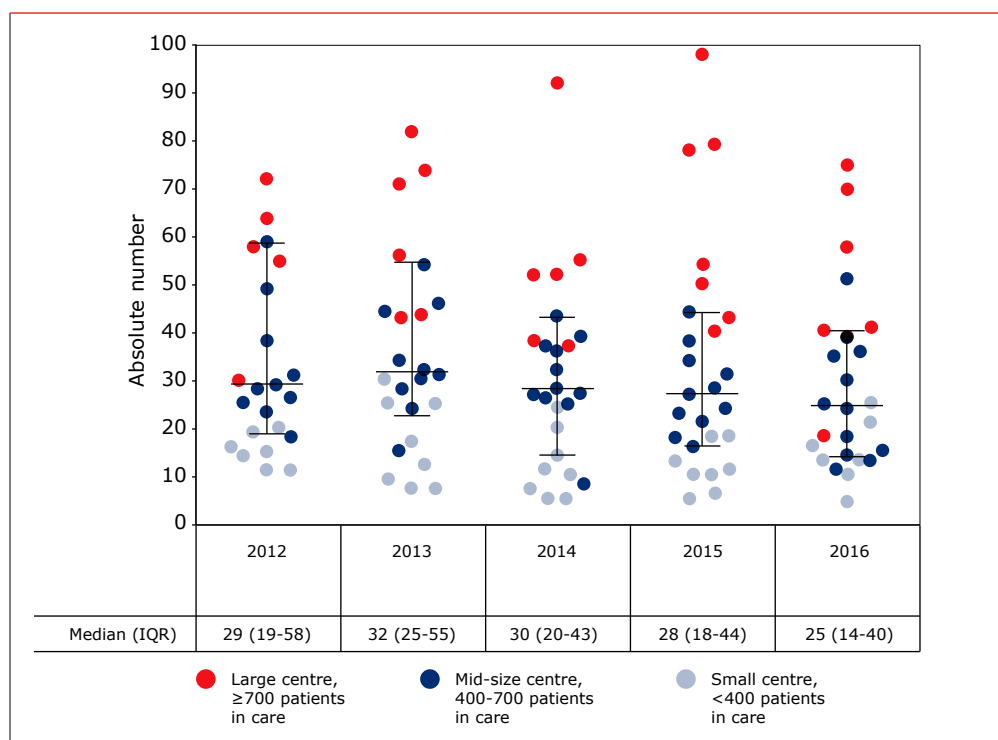 100
90
80
70
60
50
40
30
20
10
0
Absolute number
2012 2013 2014 2015 2016
Median (IQR) 29 (19-58) 32 (25-55) 30 (20-43) 28 (18-44) 25 (14-40)
Large centre, Mid-size centre, Small centre,
≥700 patients 400-700 patients <400 patients
in care in care in care